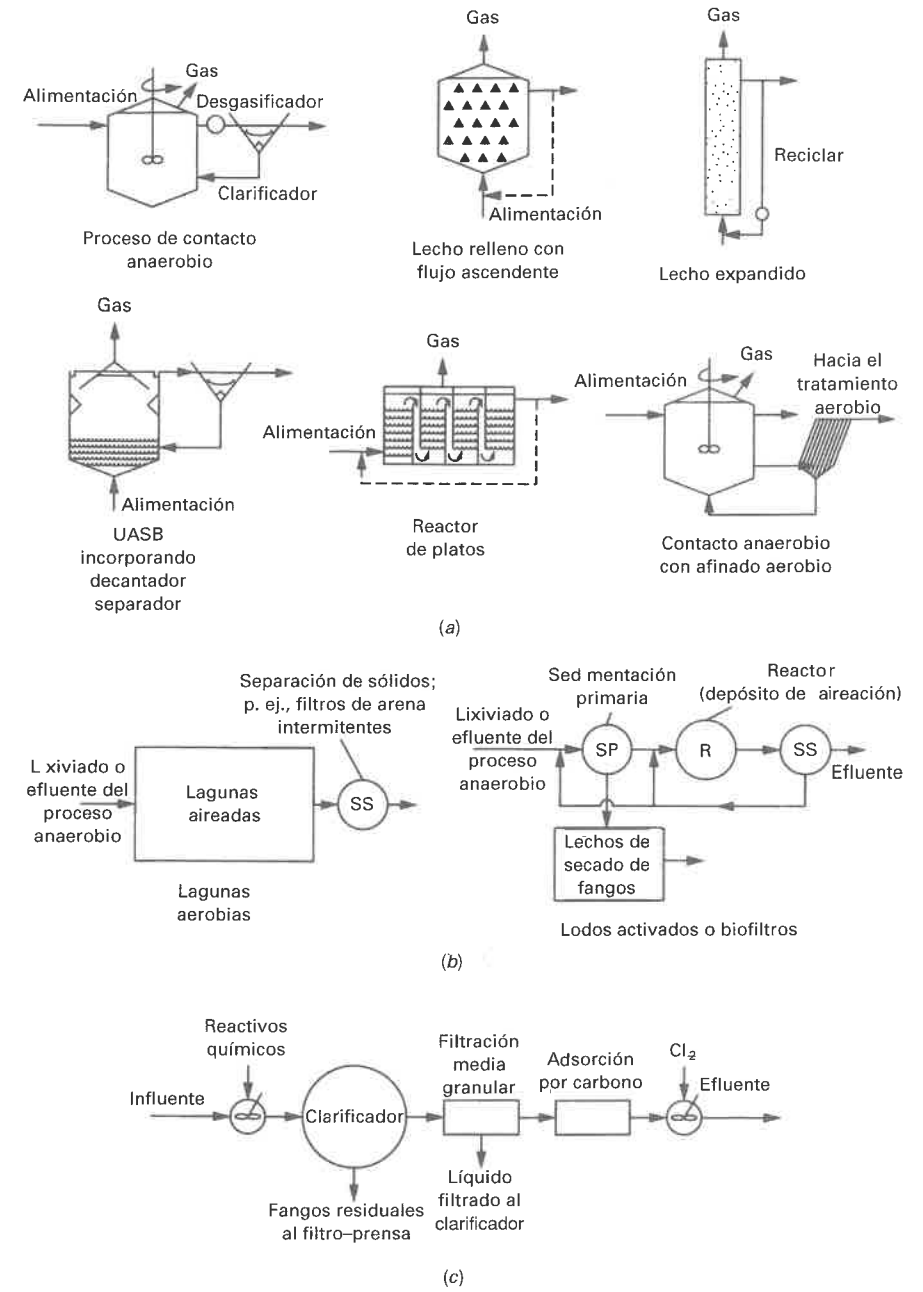 Gas
Alimentación
Desgasificador
Clarificador
Proceso de contacto
anaerobio
Gas
Alimentación
Lecho relleno con
flujo ascendente
Gas
Reciclar
Lecho expandido
Gas
Alimentación
UASB
incorporando
decantador
separador
Gas
Alimentación
Reactor
de platos
Alimentación
Gas
Hacia el
tratamiento
aerobio
Contacto anaerobio
con afinado aerobio
(a)
Separación de sólidos;
p. ej., filtros de arena
intermitentes
L xiviado o
efluente del
proceso
anaerobio
Lagunas
aireadas
SS
Lagunas
aerobias
Sed mentación
primaria
Reactor
(depósito de aireación)
Lixiviado o
efluente del
proceso
anaerobio
SP
R
SS
Efluente
Lechos de
secado de
fangos
Lodos activados o biofiltros
(b)
Reactivos
químicos
Influente
Clarificador
Filtración
media
granular
Adsorción
por carbono
Cl₂
Efluente
Fangos residuales
al filtro–prensa
Líquido
filtrado al
clarificador
(c)